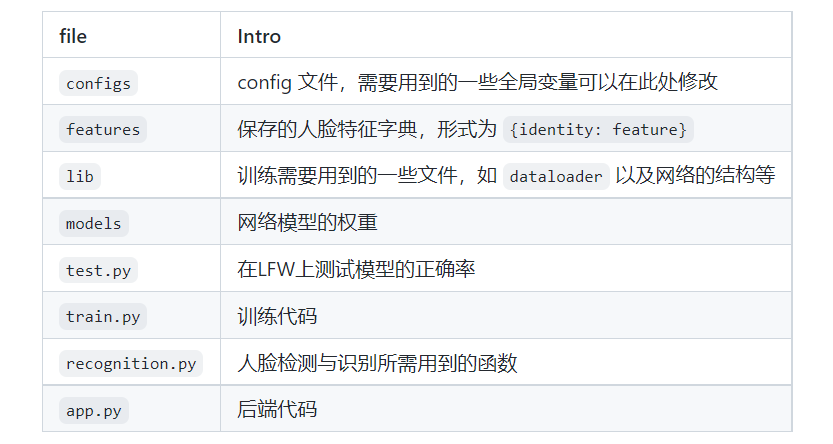 file Intro
configs config 文件，需要用到的一些全局变量可以在此处修改
features 保存的人脸特征字典，形式为 {identity: feature}
lib 训练需要用到的一些文件，如 dataloader 以及网络的结构等
models 网络模型的权重
test.py 在LFW上测试模型的正确率
train.py 训练代码
recognition.py 人脸检测与识别所需用到的函数
app.py 后端代码